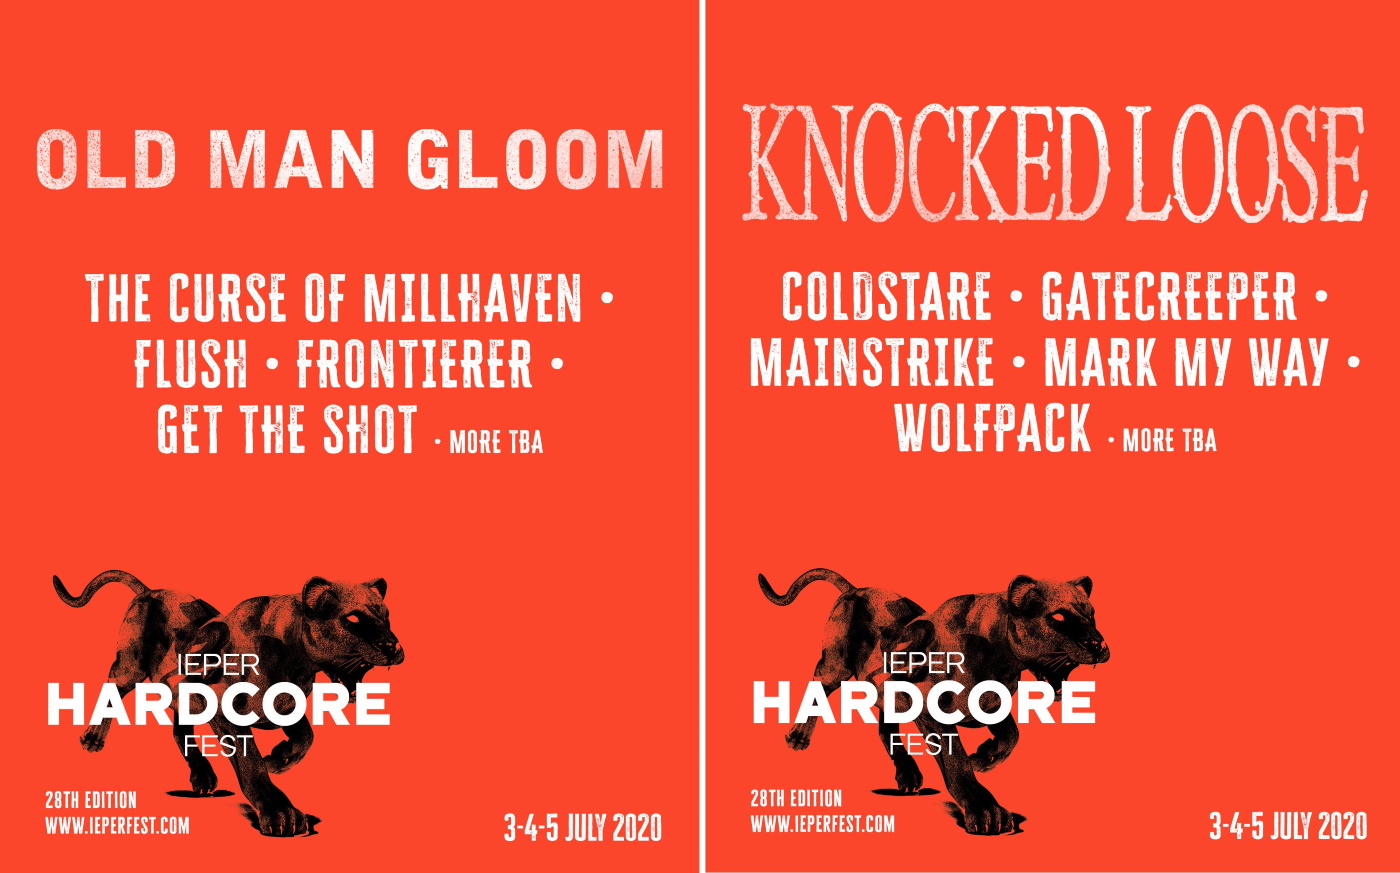 OLD MAN GLOOM
THE CURSE OF MILLHAVEN •
FLUSH • FRONTIERER •
GET THE SHOT • MORE TBA
IEPER
HARDCORE
FEST
28TH EDITION
WWW.IEPERFEST.COM
3-4-5 JULY 2020
KNOCKED LOOSE
COLDSTARE • GATECREEPER •
MAINSTRIKE • MARK MY WAY •
WOLFPACK • MORE TBA
IEPER
HARDCORE
FEST
28TH EDITION
WWW.IEPERFEST.COM
3-4-5 JULY 2020